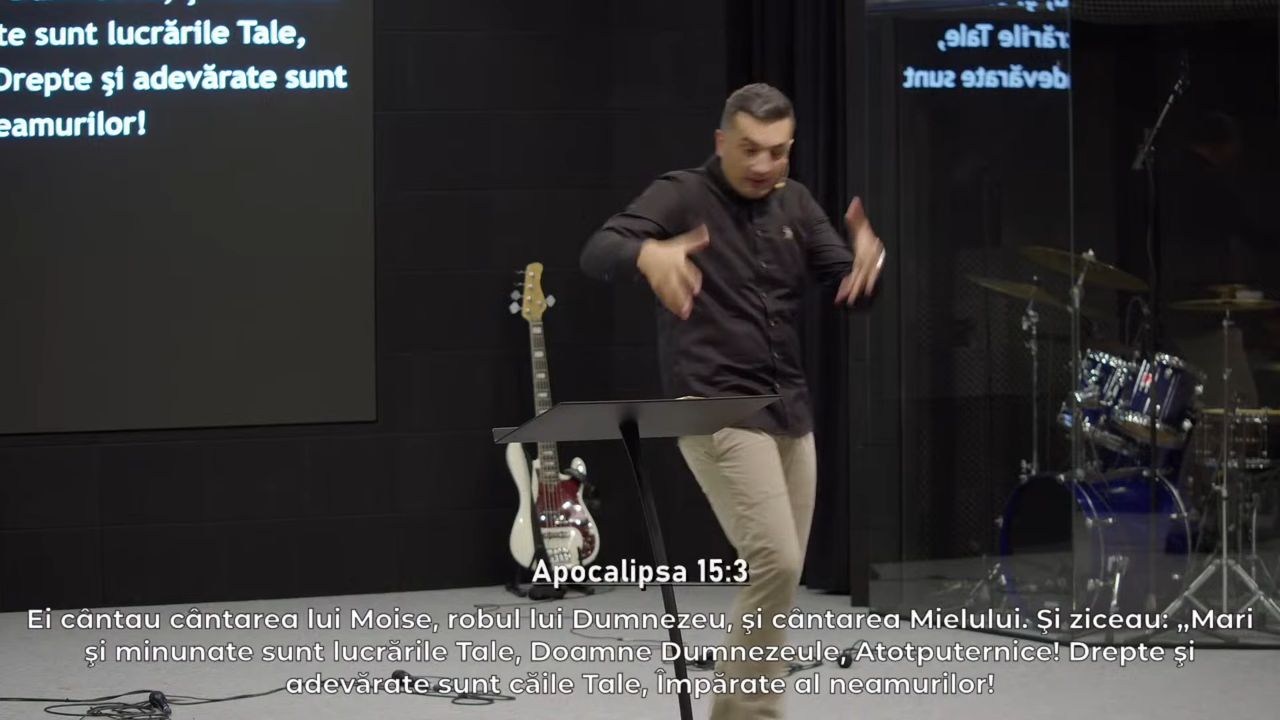 te sunt lucrările Tale,
Drepte şi adevărate sunt
eamurilor!
rările Tale,
devărate sunt
Apocalipsa 15:3
Ei cântau cântarea lui Moise, robul lui Dumnezeu, şi cântarea Mielului. Şi ziceau: „Mari
şi minunate sunt lucrările Tale, Doamne Dumnezeule, Atotputernice! Drepte şi
adevărate sunt căile Tale, Împărate al neamurilor!